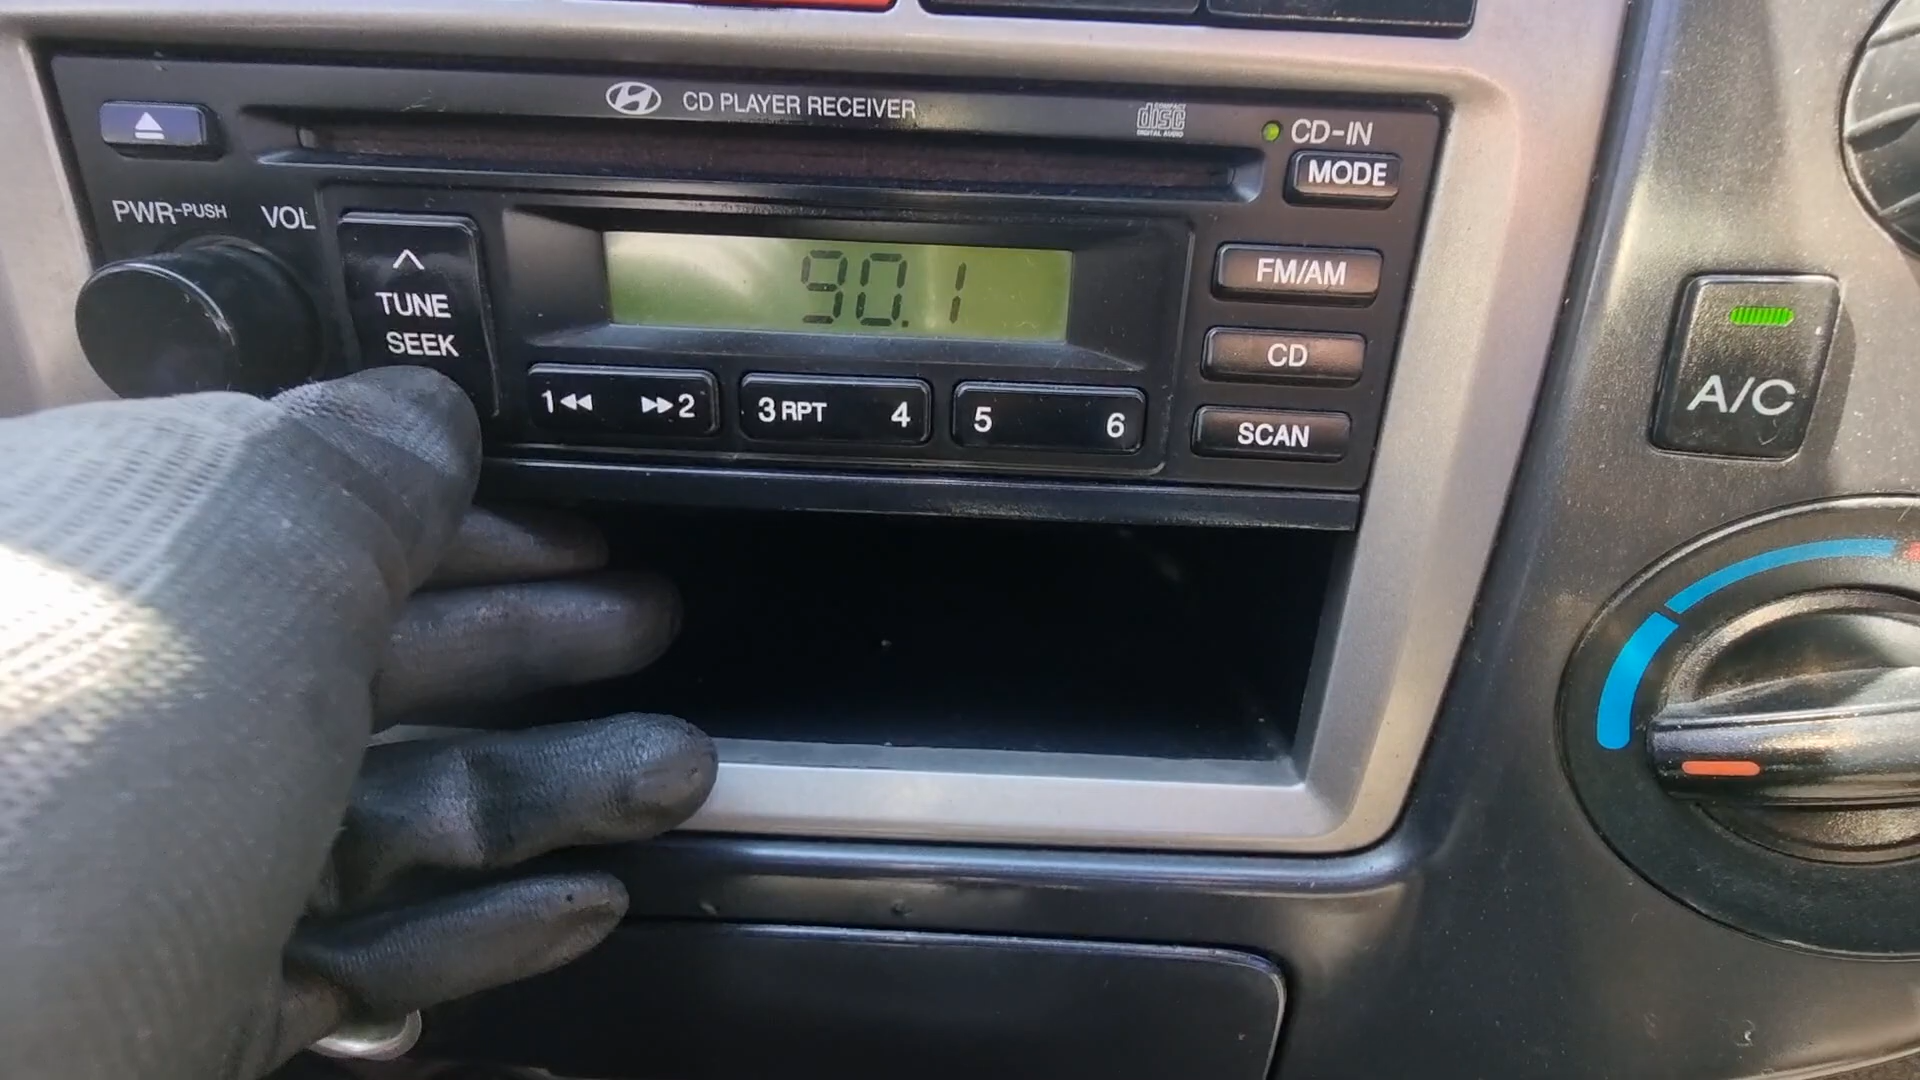 CD PLAYER RECEIVER
COMPACT
disc
DIGITAL AUDIO
CD-IN
MODE
PWR-PUSH VOL
TUNE
SEEK
90.1
FM/AM
CD
SCAN
1 2
3 RPT 4
5 6
A/C